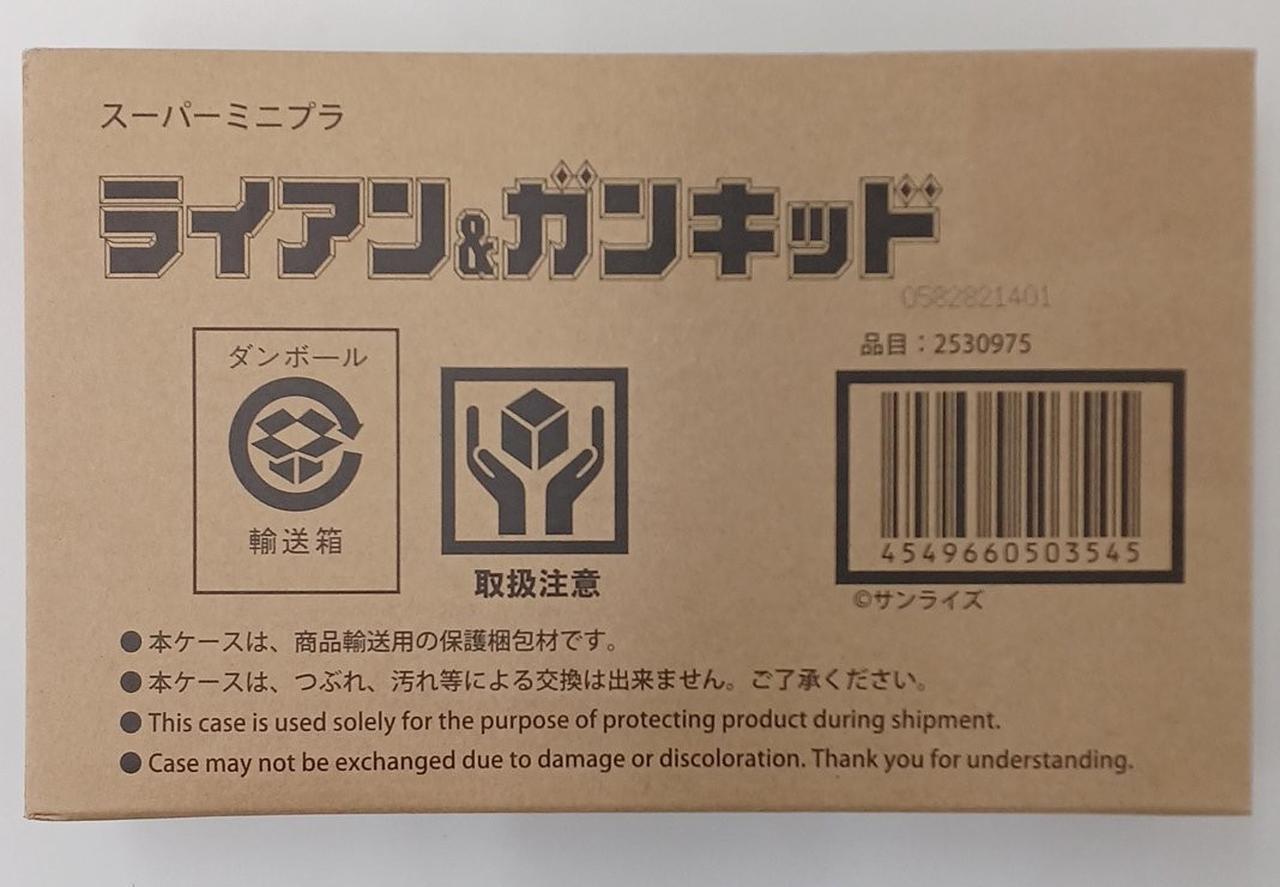 スーパーミニプラ
ライアン&ガンキッド
0582821401
品目：2530975
ダンボール
輸送箱
取扱注意
4549660503545
©サンライズ
●本ケースは、商品輸送用の保護梱包材です。
●本ケースは、つぶれ、汚れ等による交換は出来ません。ご了承ください。
●This case is used solely for the purpose of protecting product during shipment.
●Case may not be exchanged due to damage or discoloration. Thank you for understanding.